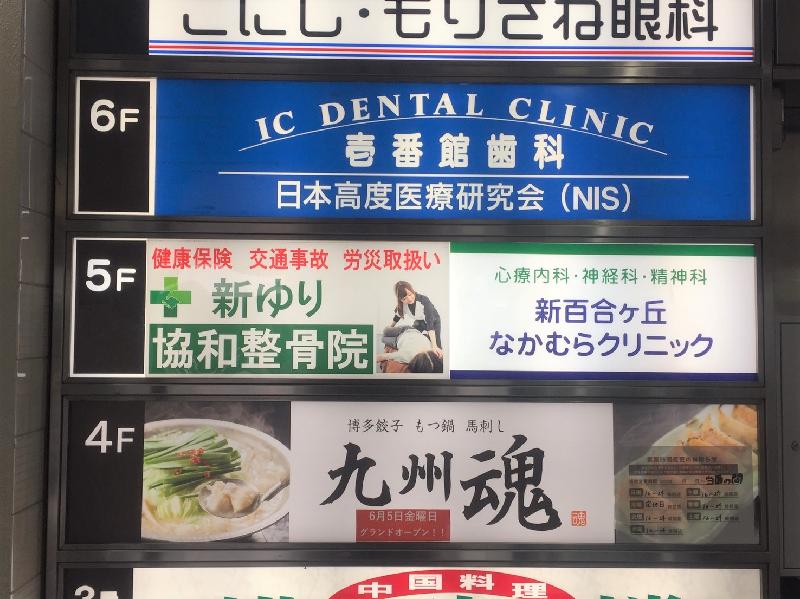 こにし・もりさね眼科
6F
IC DENTAL CLINIC
壱番館歯科
日本高度医療研究会（NIS）
5F
健康保険 交通事故 労災取扱い
新ゆり
協和整骨院
心療内科・神経科・精神科
新百合ヶ丘
なかむらクリニック
4F
博多餃子 もつ鍋 馬刺し
九州魂
6月5日金曜日
グランドオープン！！
中国料理